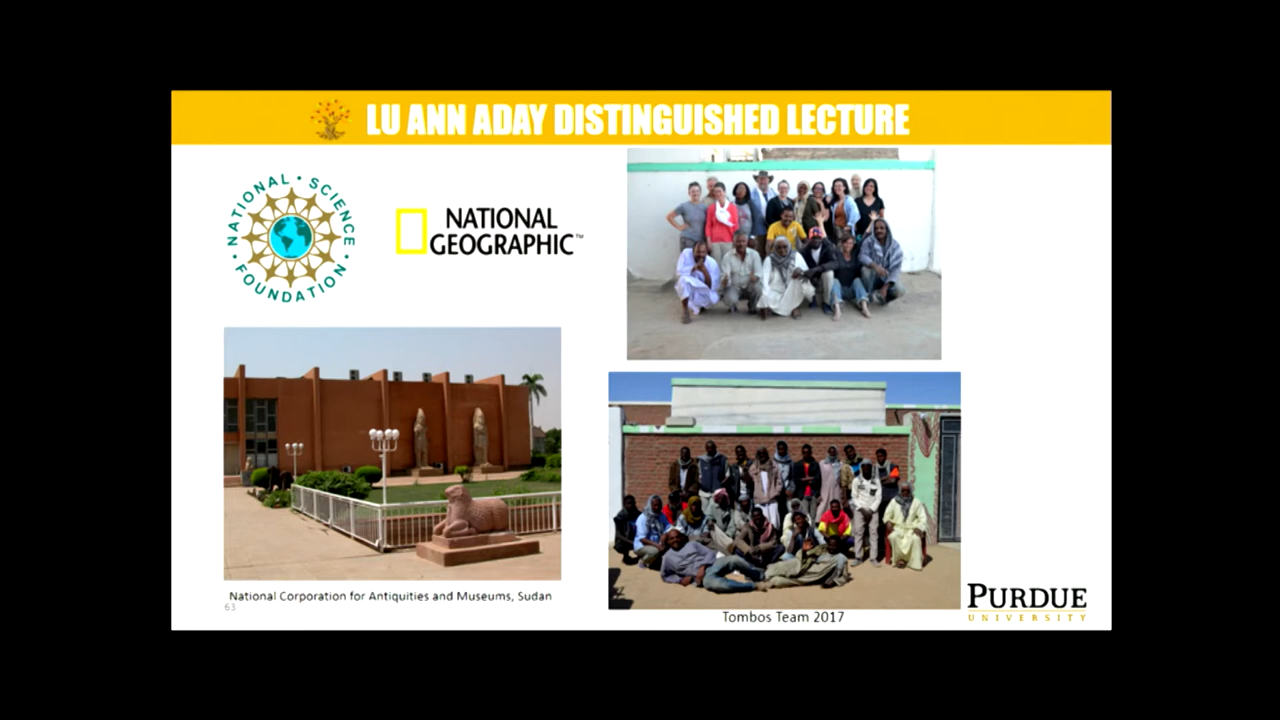 LU ANN ADAY DISTINGUISHED LECTURE
NATIONAL • SCIENCE • FOUNDATION •
NATIONAL
GEOGRAPHIC™
National Corporation for Antiquities and Museums, Sudan
63
Tombos Team 2017
PURDUE
UNIVERSITY